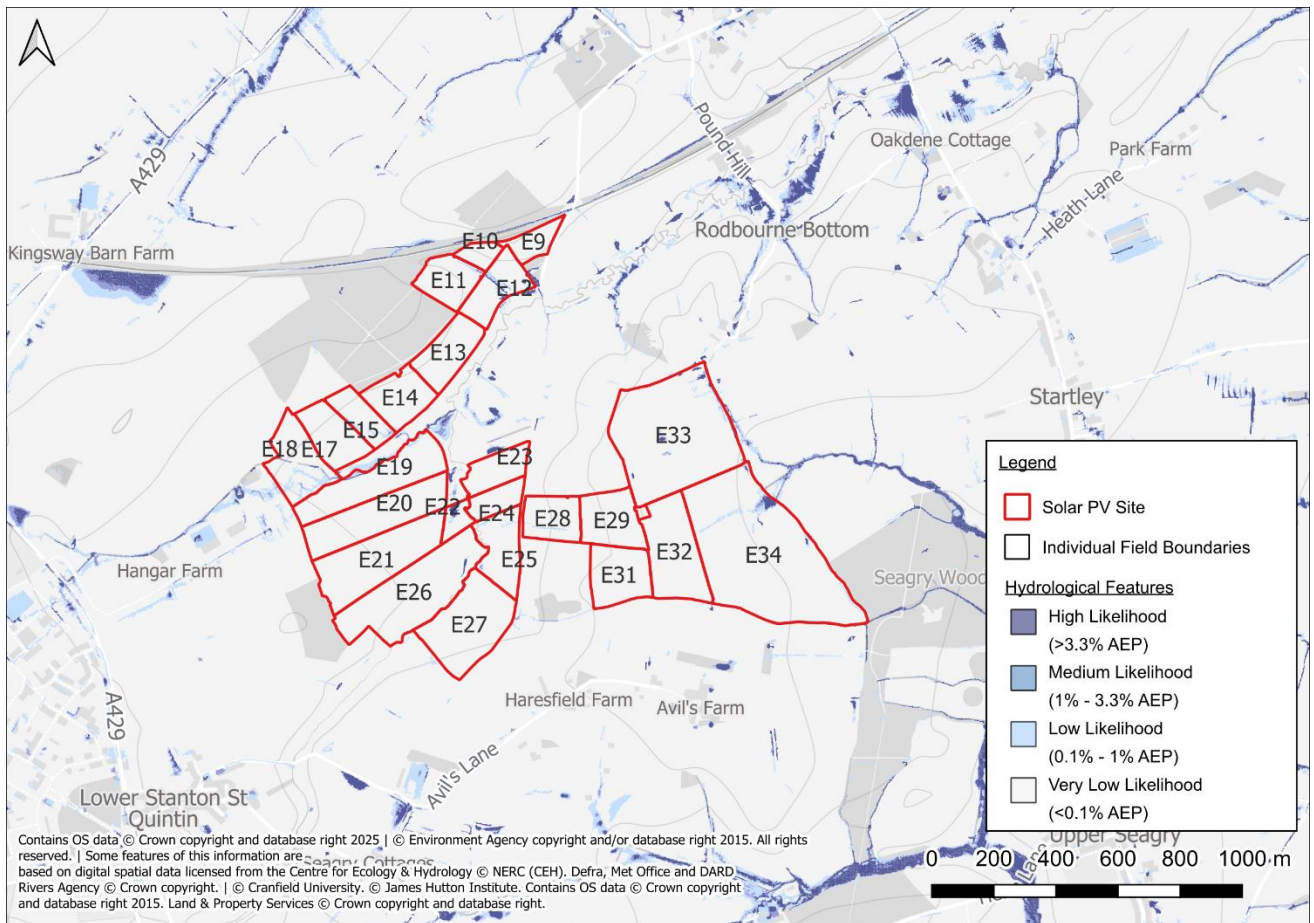 A429
Pound-Hill
Oakdene Cottage
Park Farm
Heath-Lane
Kingsway Barn Farm
Rodbourne Bottom
E10
E9
E11
E12
E13
E14
Startley
E15
E18
E17
E33
E19
E23
E20
E22
E24
E28
E29
E21
E25
E32
E34
E31
E26
E27
Hangar Farm
Seagry Wood
Haresfield Farm
Avil's Farm
A429
Avil's Lane
Lower Stanton St
Quintin
Seagry Cottages
Upper Seagry
Lane
Legend
Solar PV Site
Individual Field Boundaries
Hydrological Features
High Likelihood
(>3.3% AEP)
Medium Likelihood
(1% - 3.3% AEP)
Low Likelihood
(0.1% - 1% AEP)
Very Low Likelihood
(<0.1% AEP)
0 200 400 600 800 1000 m
Contains OS data © Crown copyright and database right 2025 | © Environment Agency copyright and/or database right 2015. All rights
reserved. | Some features of this information are
based on digital spatial data licensed from the Centre for Ecology & Hydrology © NERC (CEH). Defra, Met Office and DARD
Rivers Agency © Crown copyright. | © Cranfield University. © James Hutton Institute. Contains OS data © Crown copyright
and database right 2015. Land & Property Services © Crown copyright and database right.